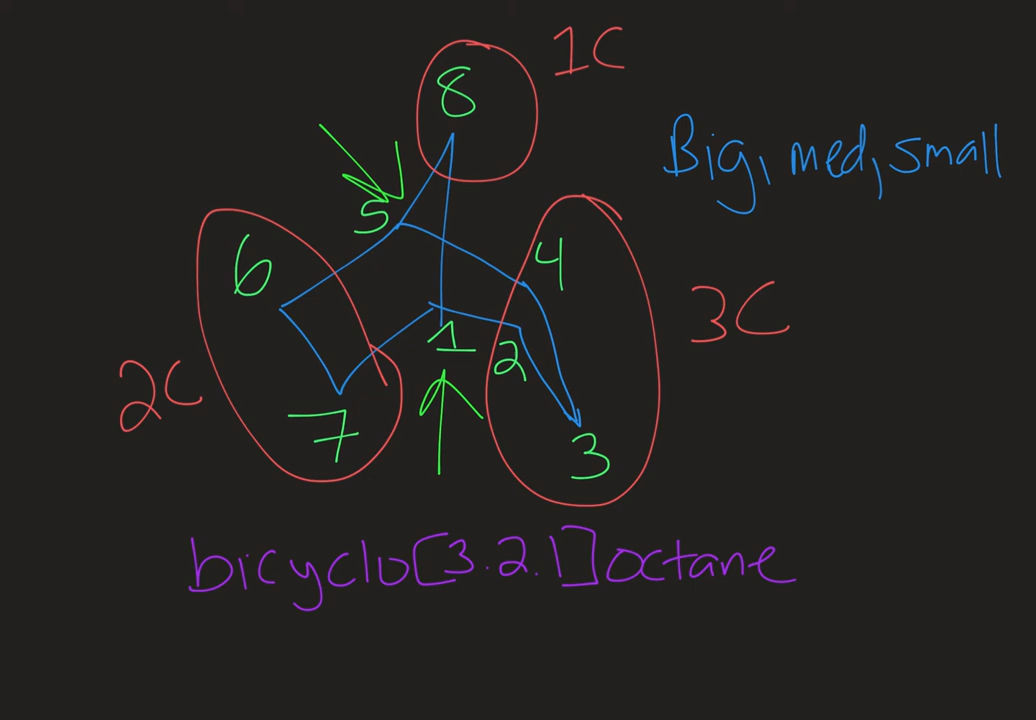 1C
8
Big, med, small
5
6
4
3C
1
2
2C
7
3
bicyclo[3.2.1]octane